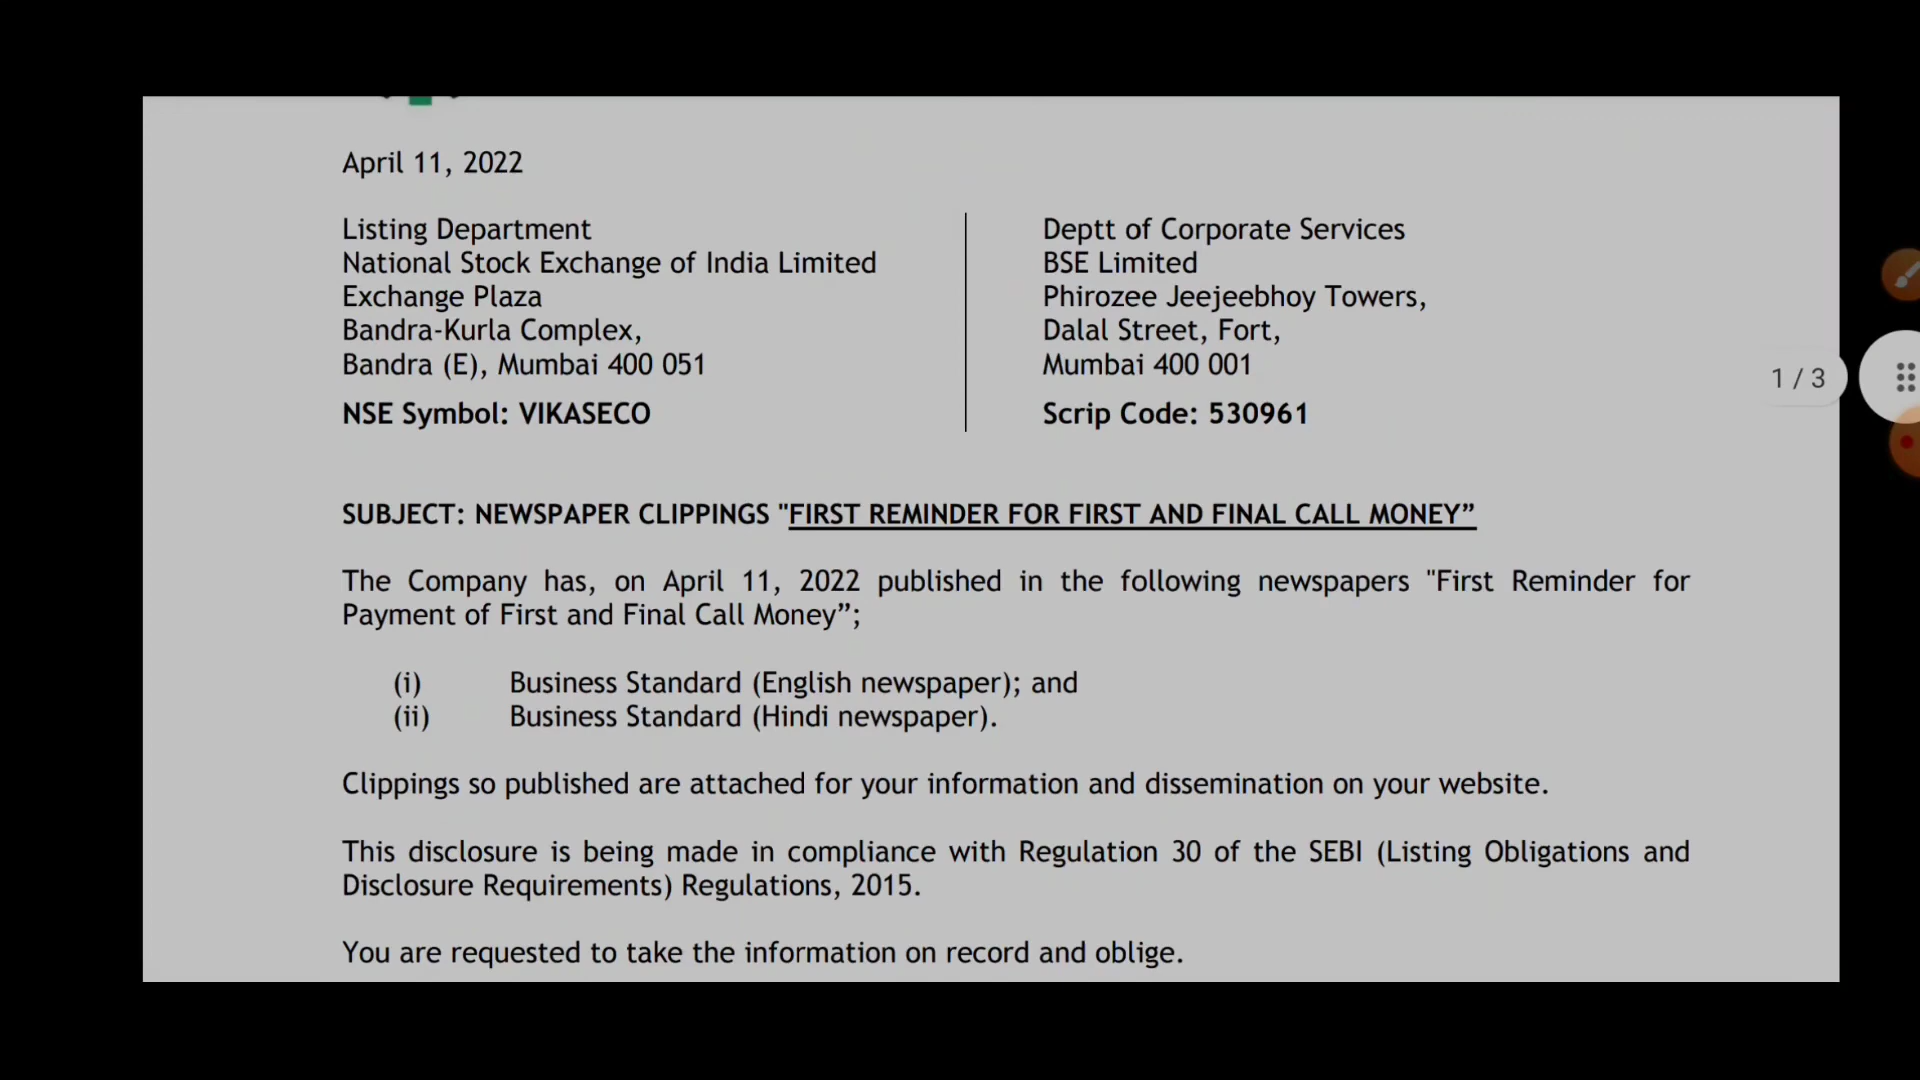 April 11, 2022
Listing Department
National Stock Exchange of India Limited
Exchange Plaza
Bandra-Kurla Complex,
Bandra (E), Mumbai 400 051
NSE Symbol: VIKASECO
Deptt of Corporate Services
BSE Limited
Phirozee Jeejeebhoy Towers,
Dalal Street, Fort,
Mumbai 400 001
Scrip Code: 530961
1 / 3
SUBJECT: NEWSPAPER CLIPPINGS "FIRST REMINDER FOR FIRST AND FINAL CALL MONEY”
The Company has, on April 11, 2022 published in the following newspapers "First Reminder for
Payment of First and Final Call Money”;
(i) Business Standard (English newspaper); and
(ii) Business Standard (Hindi newspaper).
Clippings so published are attached for your information and dissemination on your website.
This disclosure is being made in compliance with Regulation 30 of the SEBI (Listing Obligations and
Disclosure Requirements) Regulations, 2015.
You are requested to take the information on record and oblige.